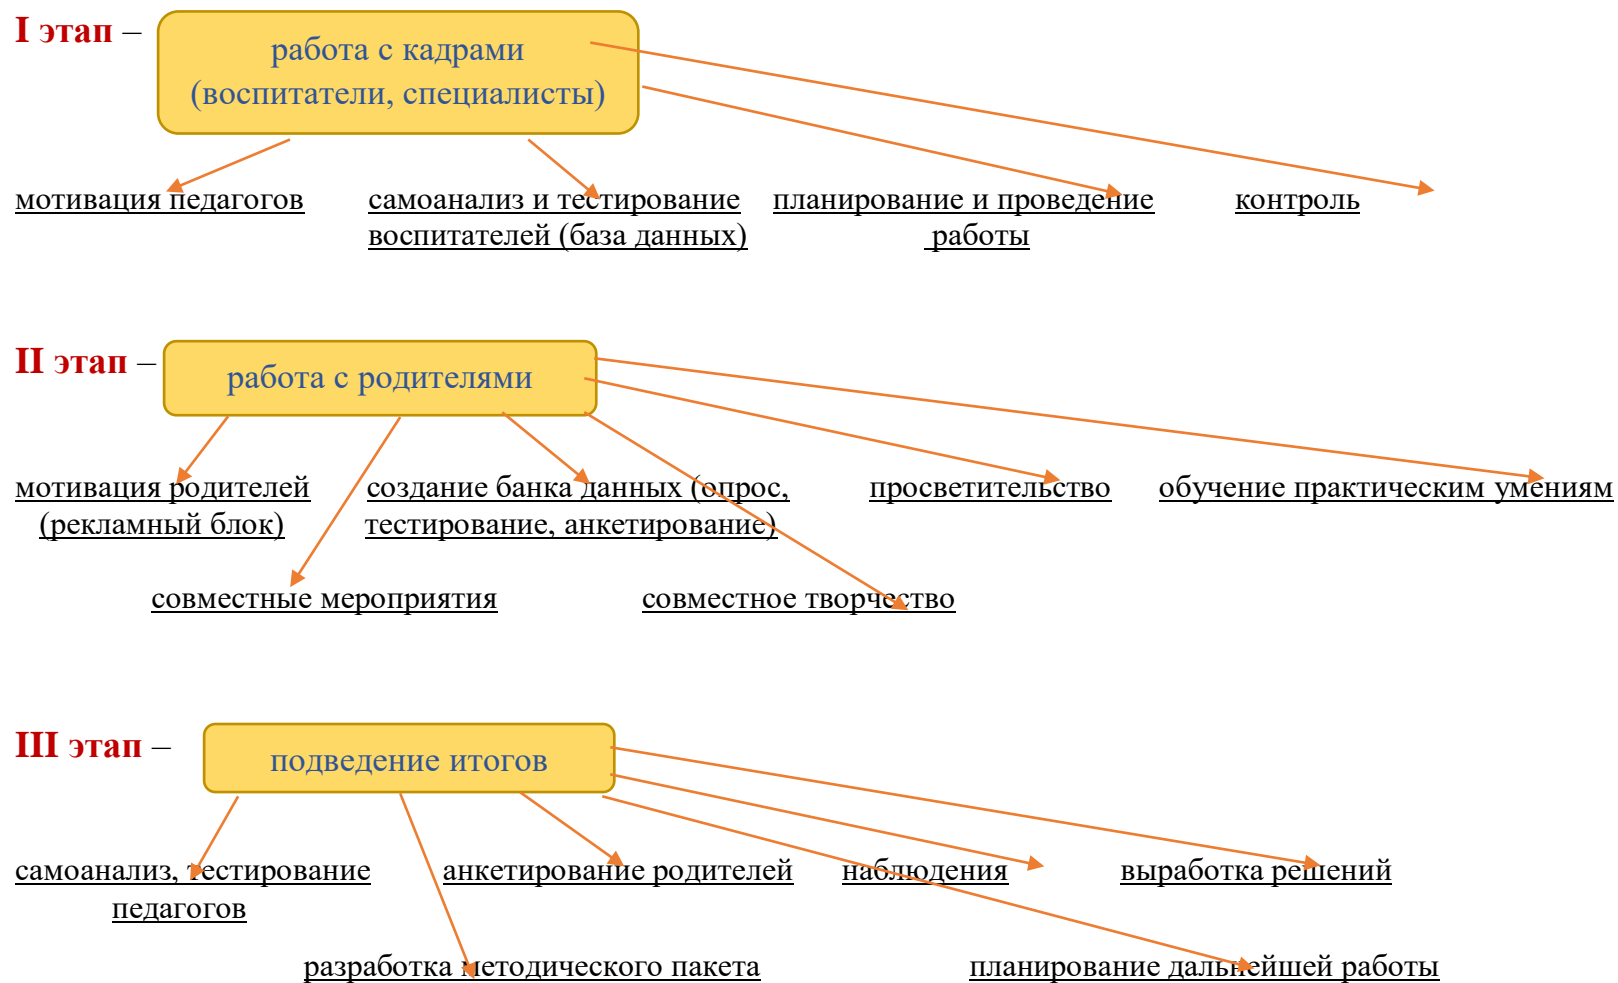 I этап –
работа с кадрами
(воспитатели, специалисты)
мотивация педагогов
самоанализ и тестирование
воспитателей (база данных)
планирование и проведение
работы
контроль
II этап –
работа с родителями
мотивация родителей
(рекламный блок)
создание банка данных (опрос,
тестирование, анкетирование)
просветительство
обучение практическим умениям
совместные мероприятия
совместное творчество
III этап –
подведение итогов
самоанализ, тестирование
педагогов
анкетирование родителей
наблюдения
выработка решений
разработка методического пакета
планирование дальнейшей работы